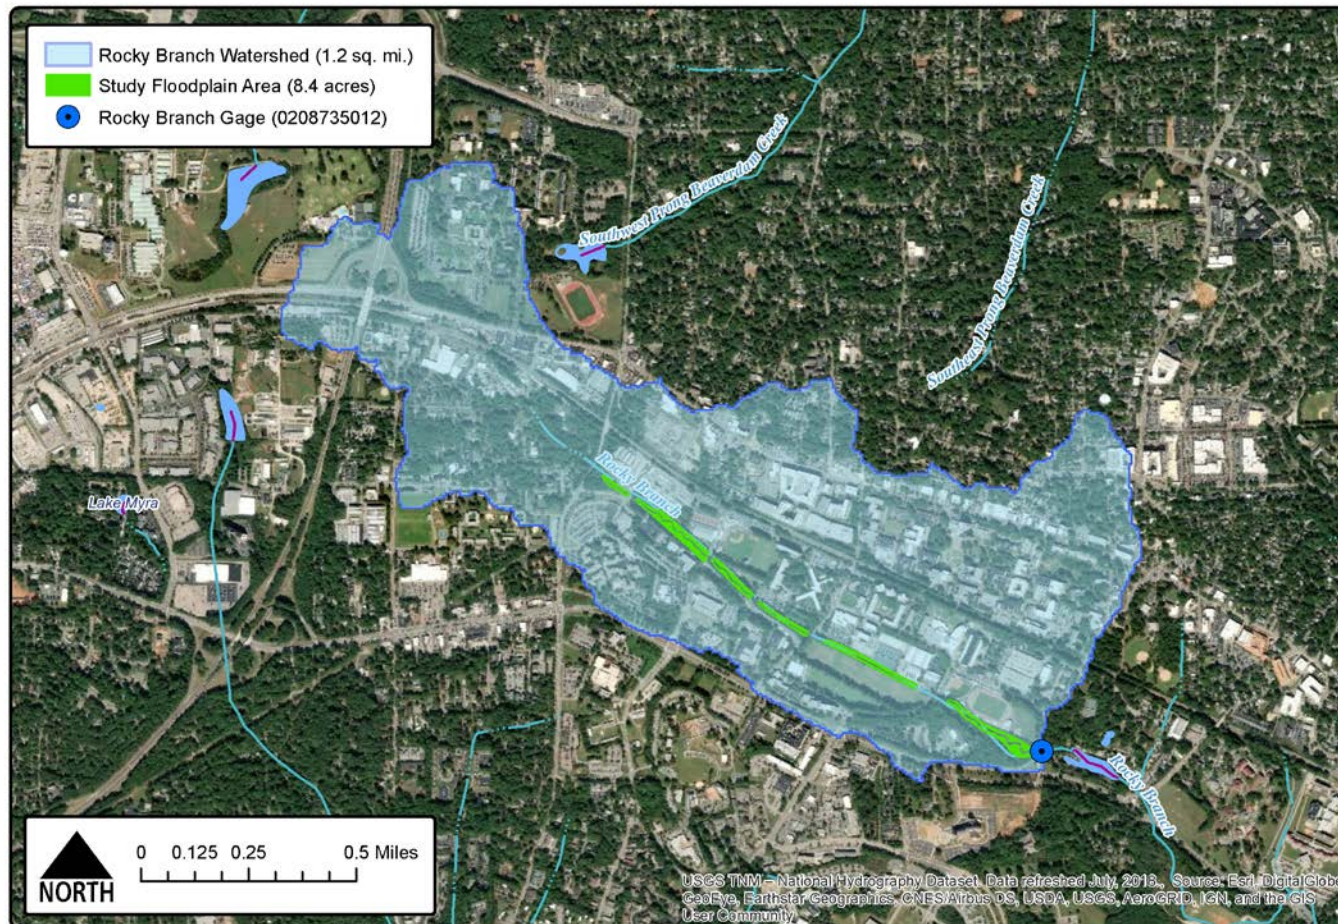 Rocky Branch Watershed (1.2 sq. mi.)
Study Floodplain Area (8.4 acres)
Rocky Branch Gage (0208735012)
Southwest Prong Beaverdam Creek
Southeast Prong Beaverdam Creek
Rocky Branch
Lake Myra
Rocky Branch
NORTH
0 0.125 0.25 0.5 Miles
USGS TNM – National Hydrography Dataset. Data refreshed July, 2018., Source: Esri, DigitalGlobe,
GeoEye, Earthstar Geographics, CNES/Airbus DS, USDA, USGS, AeroGRID, IGN, and the GIS
User Community